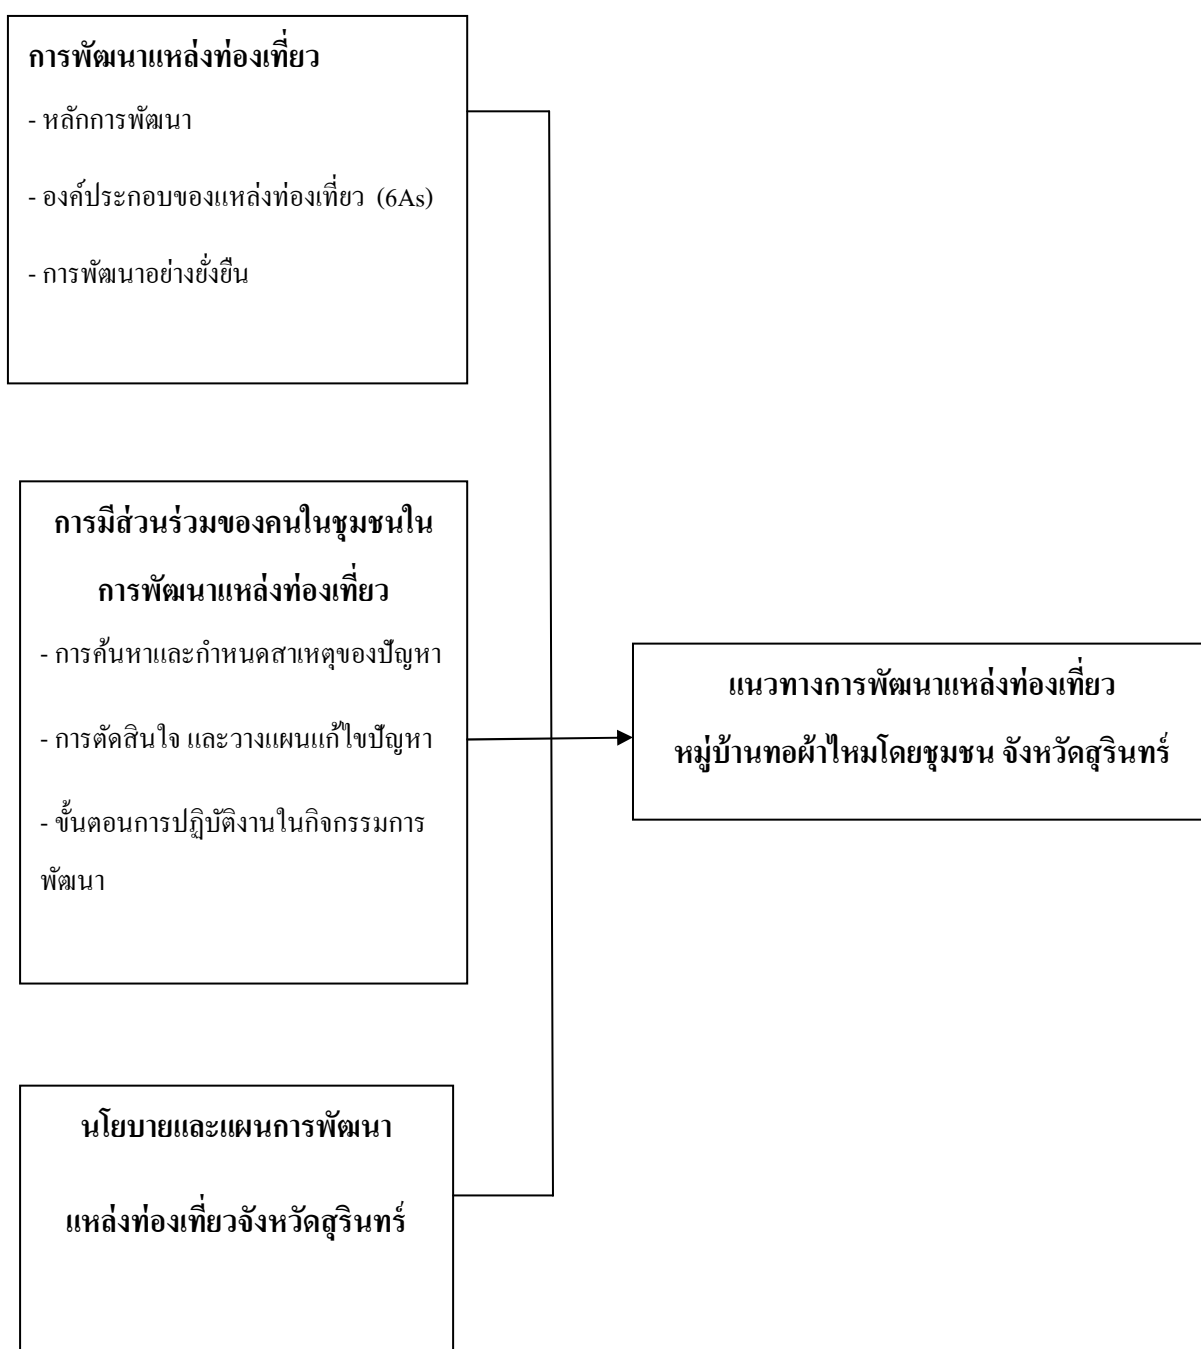 การพัฒนาแหล่งท่องเที่ยว
- หลักการพัฒนา
- องค์ประกอบของแหล่งท่องเที่ยว (6As)
- การพัฒนาอย่างยั่งยืน
การมีส่วนร่วมของคนในชุมชนใน
การพัฒนาแหล่งท่องเที่ยว
- การค้นหาและกำหนดสาเหตุของปัญหา
- การตัดสินใจ และวางแผนแก้ไขปัญหา
- ขั้นตอนการปฏิบัติงานในกิจกรรมการ
พัฒนา
แนวทางการพัฒนาแหล่งท่องเที่ยว
หมู่บ้านทอผ้าไหมโดยชุมชน จังหวัดสุรินทร์
นโยบายและแผนการพัฒนา
แหล่งท่องเที่ยวจังหวัดสุรินทร์